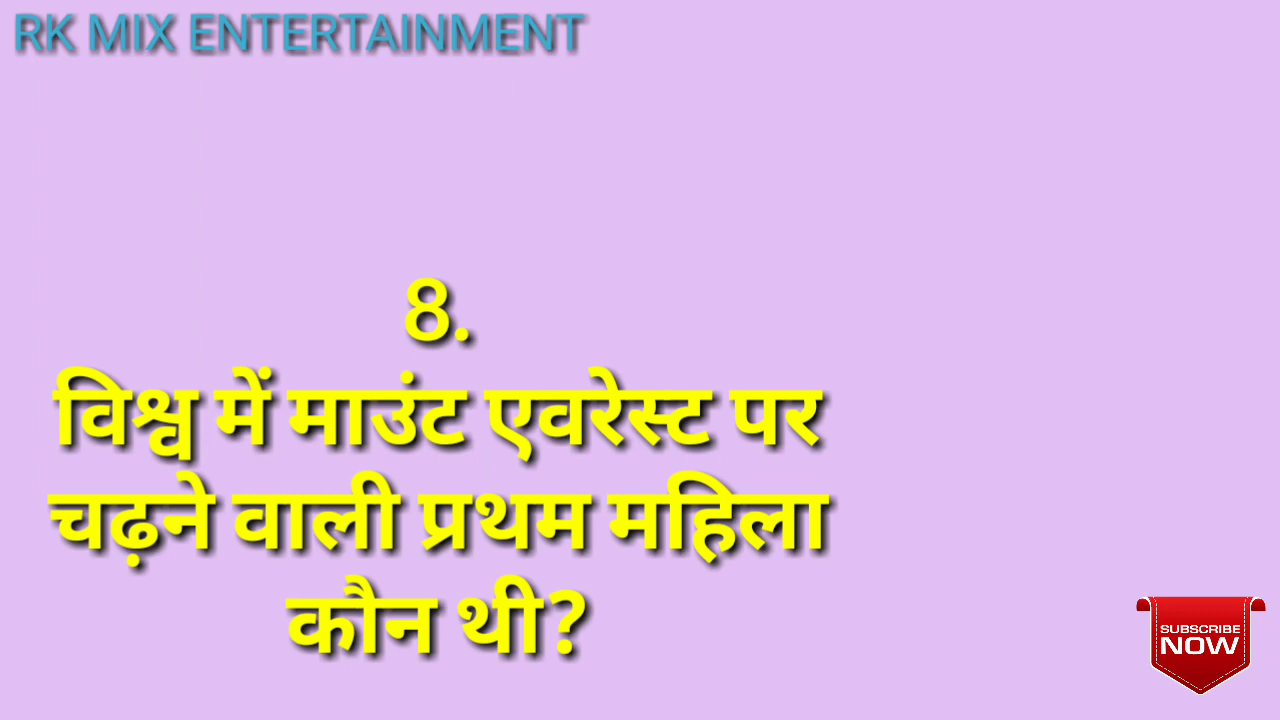 RK MIX ENTERTAINMENT
8.
विश्व में माउंट एवरेस्ट पर
चढ़ने वाली प्रथम महिला
कौन थी?
SUBSCRIBE
NOW